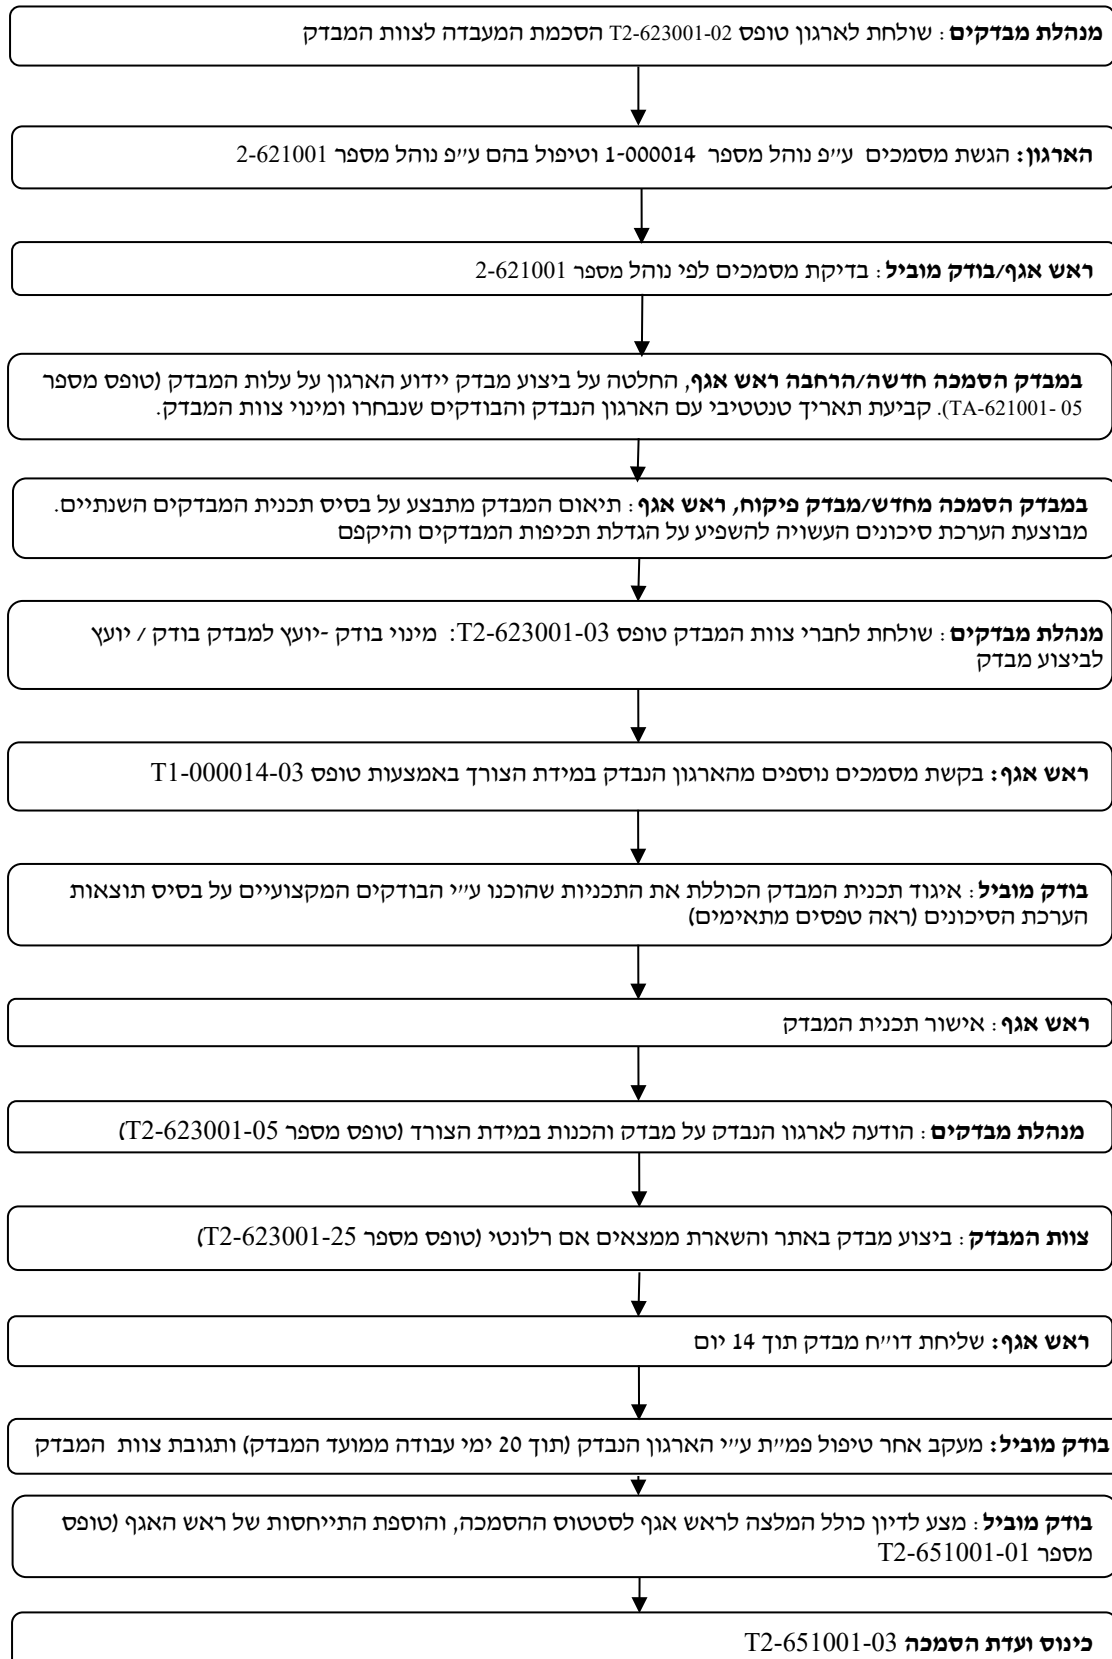 מנהלת מבדקים: שולחת לארגון טופס T2-623001-02 הסכמת המעבדה לצוות המבדק
הארגון: הגשת מסמכים ע״פ נוהל מספר 1-000014 וטיפול בהם ע״פ נוהל מספר 2-621001
ראש אגף/בודק מוביל: בדיקת מסמכים לפי נוהל מספר 2-621001
במבדק הסמכה חדשה/הרחבה ראש אגף, החלטה על ביצוע מבדק יידוע הארגון על עלות המבדק (טופס מספר
TA-621001- 05). קביעת תאריך טנטטיבי עם הארגון הנבדק והבודקים שנבחרו ומינוי צוות המבדק.
במבדק הסמכה מחדש/מבדק פיקוח, ראש אגף: תיאום המבדק מתבצע על בסיס תכנית המבדקים השנתיים.
מבוצעת הערכת סיכונים העשויה להשפיע על הגדלת תכיפות המבדקים והיקפם
מנהלת מבדקים: שולחת לחברי צוות המבדק טופס T2-623001-03: מינוי בודק -יועץ למבדק בודק / יועץ
לביצוע מבדק
ראש אגף: בקשת מסמכים נוספים מהארגון הנבדק במידת הצורך באמצעות טופס T1-000014-03
בודק מוביל: איגוד תכנית המבדק הכוללת את התכניות שהוכנו ע״י הבודקים המקצועיים על בסיס תוצאות
הערכת הסיכונים (ראה טפסים מתאימים)
ראש אגף: אישור תכנית המבדק
מנהלת מבדקים: הודעה לארגון הנבדק על מבדק והכנות במידת הצורך (טופס מספר T2-623001-05)
צוות המבדק: ביצוע מבדק באתר והשארת ממצאים אם רלונטי (טופס מספר T2-623001-25)
ראש אגף: שליחת דו״ח מבדק תוך 14 יום
בודק מוביל: מעקב אחר טיפול פמ״ת ע״י הארגון הנבדק (תוך 20 ימי עבודה ממועד המבדק) ותגובת צוות המבדק
בודק מוביל: מצע לדיון כולל המלצה לראש אגף לסטטוס ההסמכה, והוספת התייחסות של ראש האגף (טופס
מספר T2-651001-01
כינוס ועדת הסמכה T2-651001-03